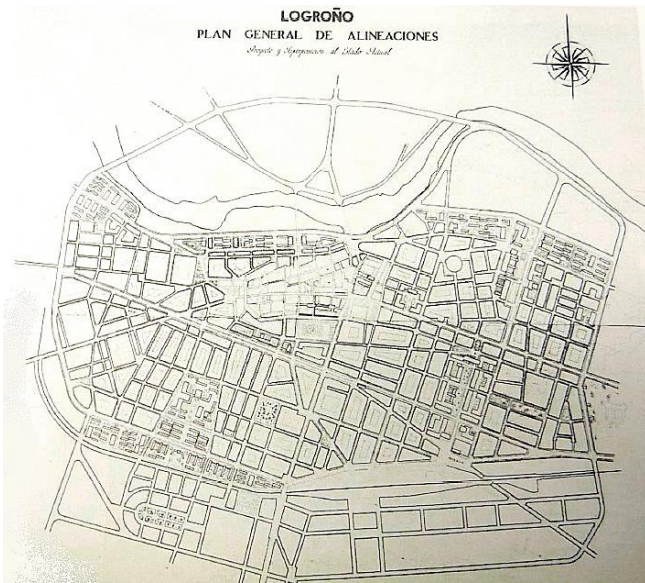 LOGROÑO
PLAN GENERAL DE ALINEACIONES
Proyecto y Superposición al Estado Actual